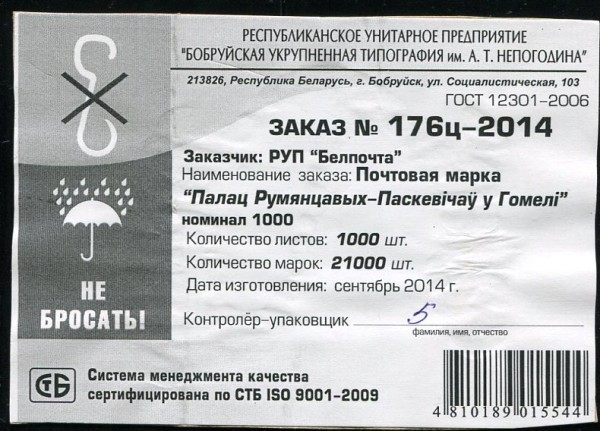 РЕСПУБЛИКАНСКОЕ УНИТАРНОЕ ПРЕДПРИЯТИЕ
"БОБРУЙСКАЯ УКРУПНЕННАЯ ТИПОГРАФИЯ им. А. Т. НЕПОГОДИНА"
213826, Республика Беларусь, г. Бобруйск, ул. Социалистическая, 103
ГОСТ 12301–2006
ЗАКАЗ № 176ц–2014
Заказчик: РУП "Белпочта"
Наименование заказа: Почтовая марка
"Палац Румянцавых–Паскевічаў у Гомелі"
номинал 1000
Количество листов: 1000 шт.
Количество марок: 21000 шт.
Дата изготовления: сентябрь 2014 г.
Контролёр–упаковщик 5
фамилия, имя, отчество
НЕ
БРОСАТЬ!
СТБ
Система менеджмента качества
сертифицирована по СТБ ISO 9001–2009
4 810189 015544